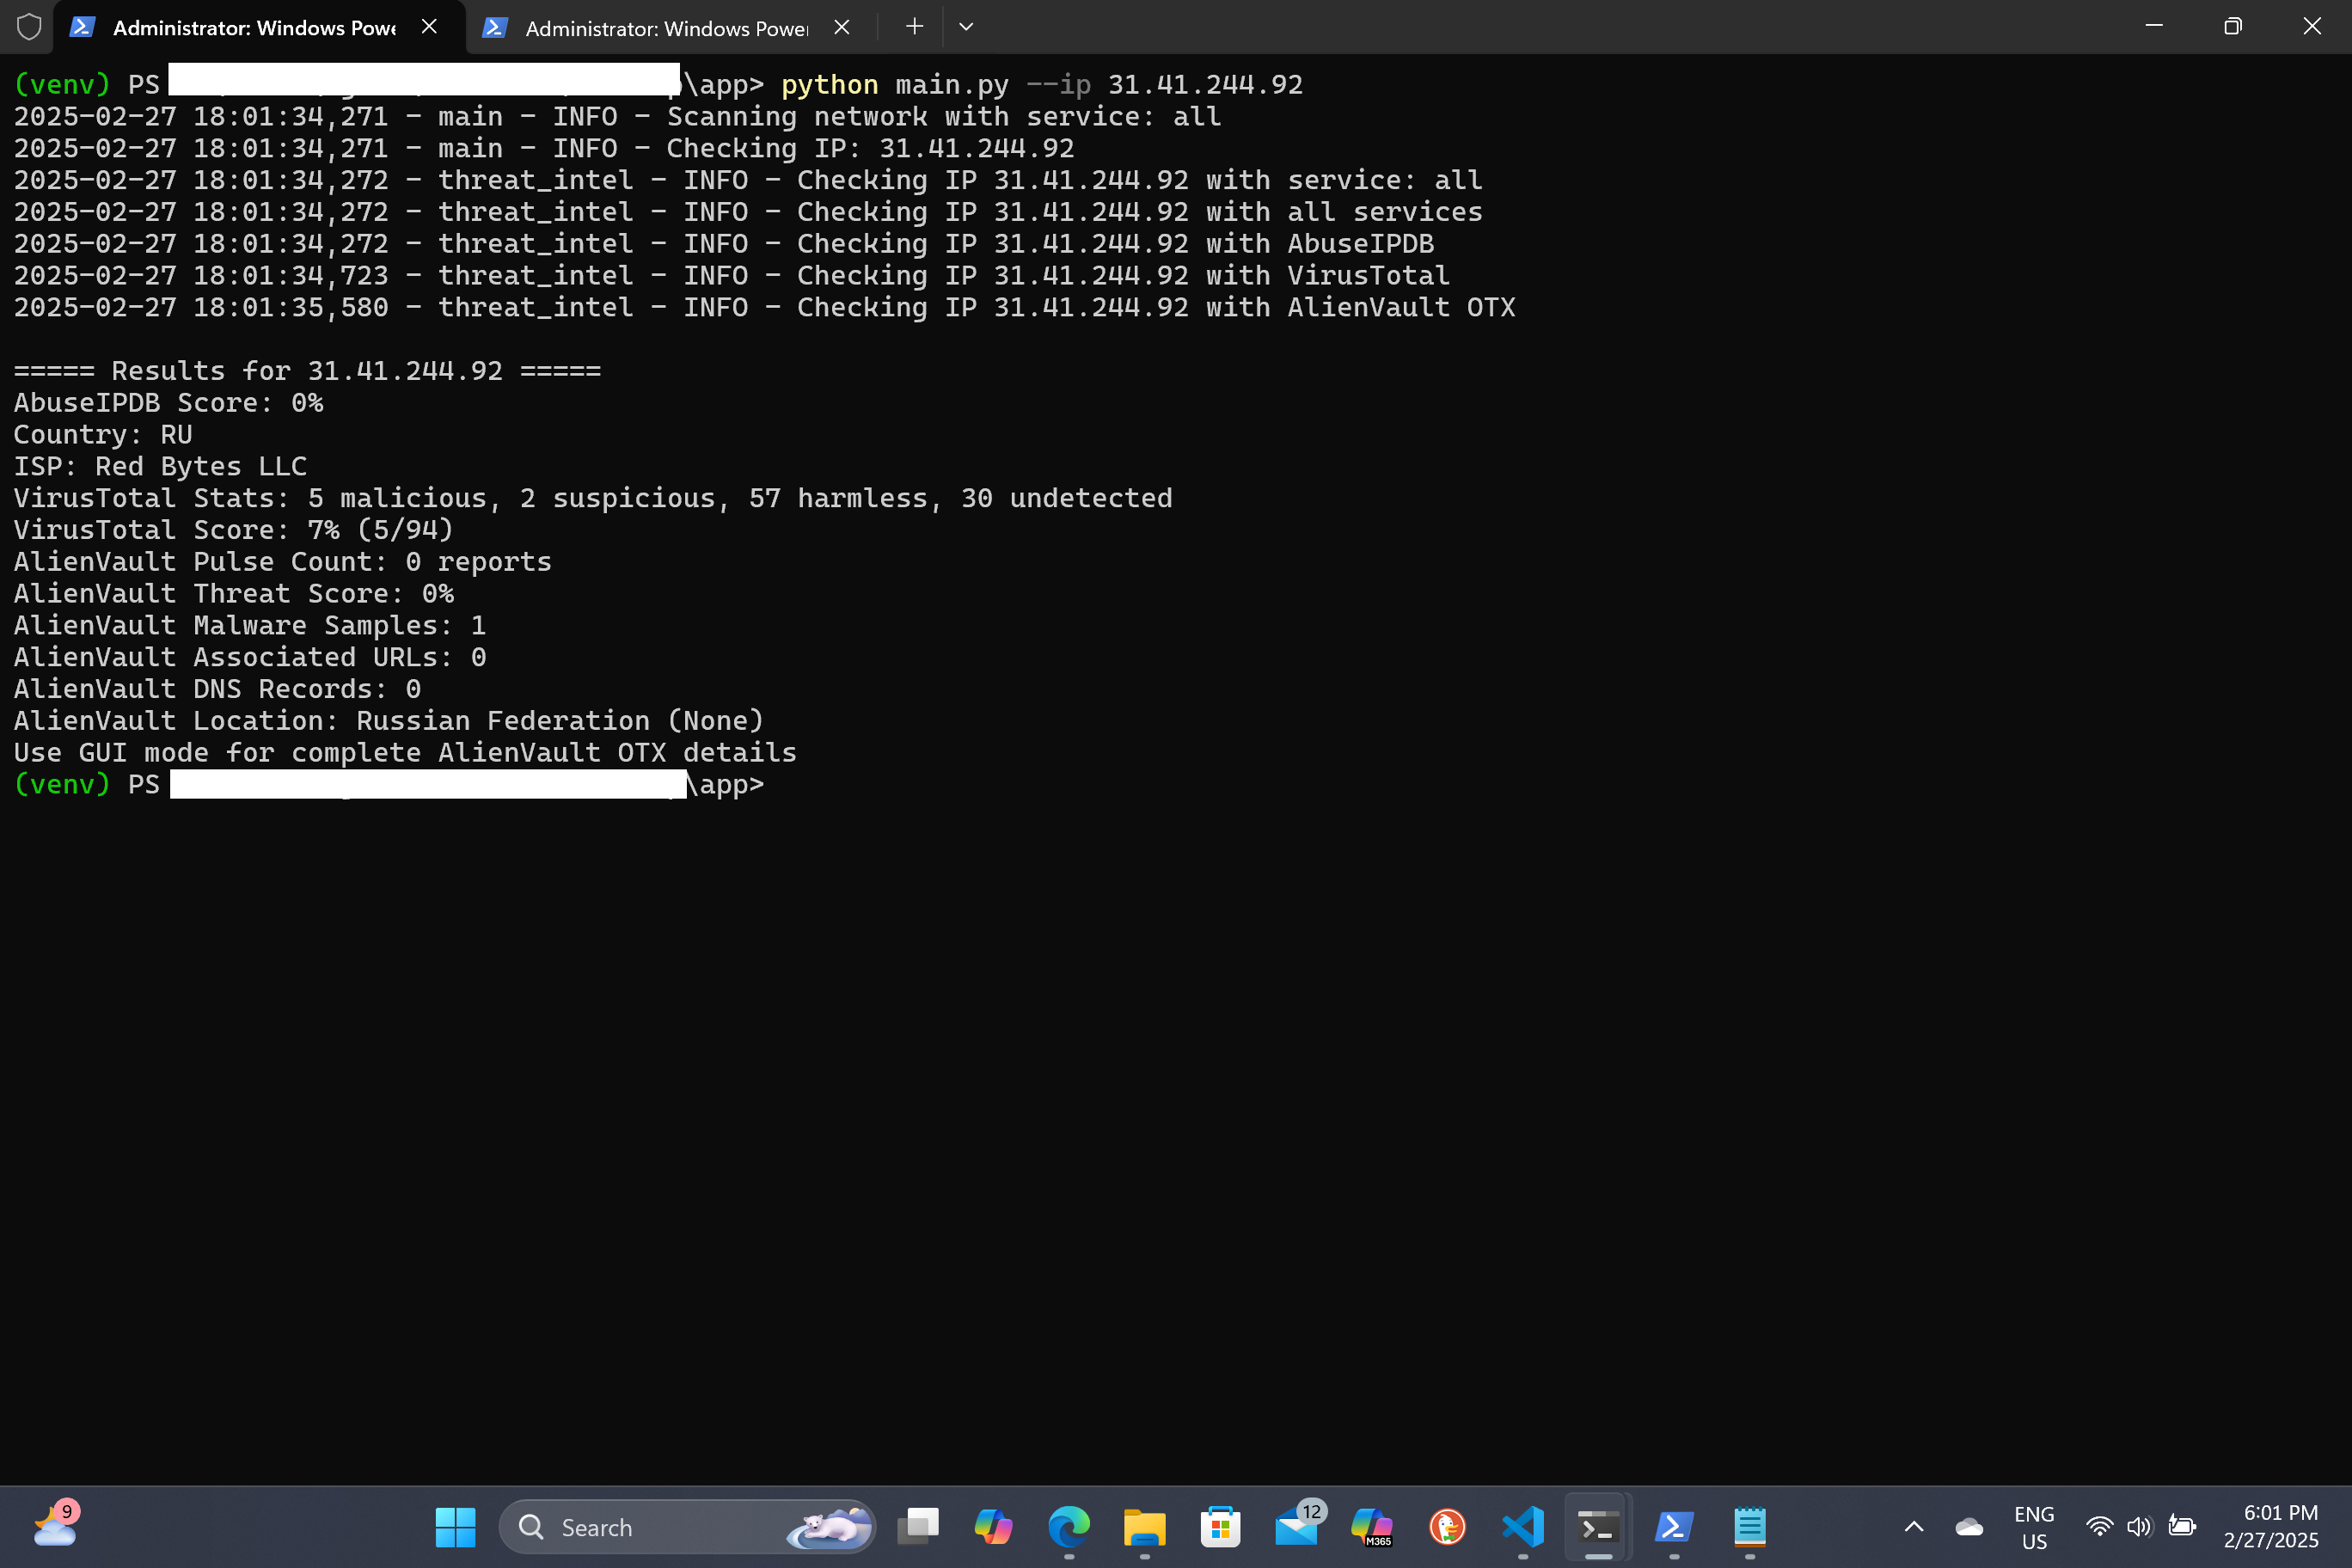 Administrator: Windows Powe
Administrator: Windows Power
(venv) PS \app> python main.py --ip 31.41.244.92
2025-02-27 18:01:34,271 - main - INFO - Scanning network with service: all
2025-02-27 18:01:34,271 - main - INFO - Checking IP: 31.41.244.92
2025-02-27 18:01:34,272 - threat_intel - INFO - Checking IP 31.41.244.92 with service: all
2025-02-27 18:01:34,272 - threat_intel - INFO - Checking IP 31.41.244.92 with all services
2025-02-27 18:01:34,272 - threat_intel - INFO - Checking IP 31.41.244.92 with AbuseIPDB
2025-02-27 18:01:34,723 - threat_intel - INFO - Checking IP 31.41.244.92 with VirusTotal
2025-02-27 18:01:35,580 - threat_intel - INFO - Checking IP 31.41.244.92 with AlienVault OTX
===== Results for 31.41.244.92 =====
AbuseIPDB Score: 0%
Country: RU
ISP: Red Bytes LLC
VirusTotal Stats: 5 malicious, 2 suspicious, 57 harmless, 30 undetected
VirusTotal Score: 7% (5/94)
AlienVault Pulse Count: 0 reports
AlienVault Threat Score: 0%
AlienVault Malware Samples: 1
AlienVault Associated URLs: 0
AlienVault DNS Records: 0
AlienVault Location: Russian Federation (None)
Use GUI mode for complete AlienVault OTX details
(venv) PS \app>
9
Search
12
M365
ENG
US
6:01 PM
2/27/2025